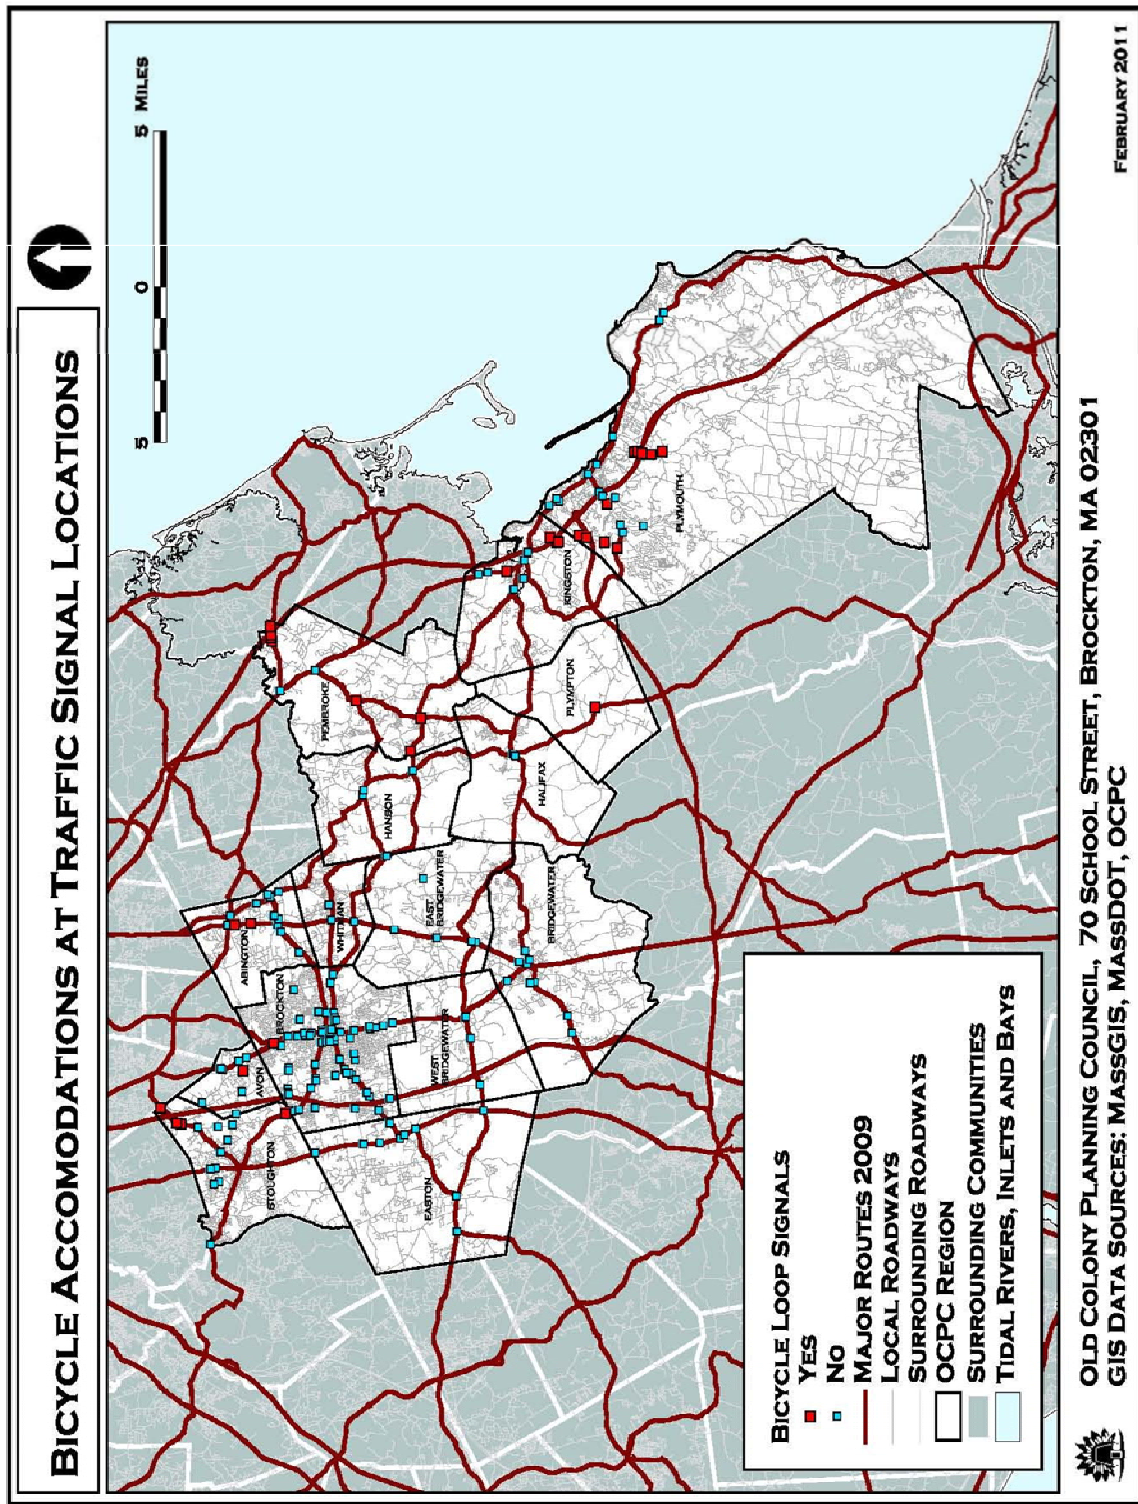 BICYCLE ACCOMODATIONS AT TRAFFIC SIGNAL LOCATIONS
5 0 5 MILES
STOUGHTON
AVON
BROCKTON
ABINGTON
WHITMAN
HANSON
PEMBROKE
EASTON
WEST
BRIDGEWATER
EAST
BRIDGEWATER
BRIDGEWATER
HALIFAX
PLYMPTON
KINGSTON
PLYMOUTH
BICYCLE LOOP SIGNALS
YES
NO
MAJOR ROUTES 2009
LOCAL ROADWAYS
SURROUNDING ROADWAYS
OCPC REGION
SURROUNDING COMMUNITIES
TIDAL RIVERS, INLETS AND BAYS
OLD COLONY PLANNING COUNCIL, 70 SCHOOL STREET, BROCKTON, MA 02301
GIS DATA SOURCES: MASSGIS, MASSDOT, OCPC
FEBRUARY 2011